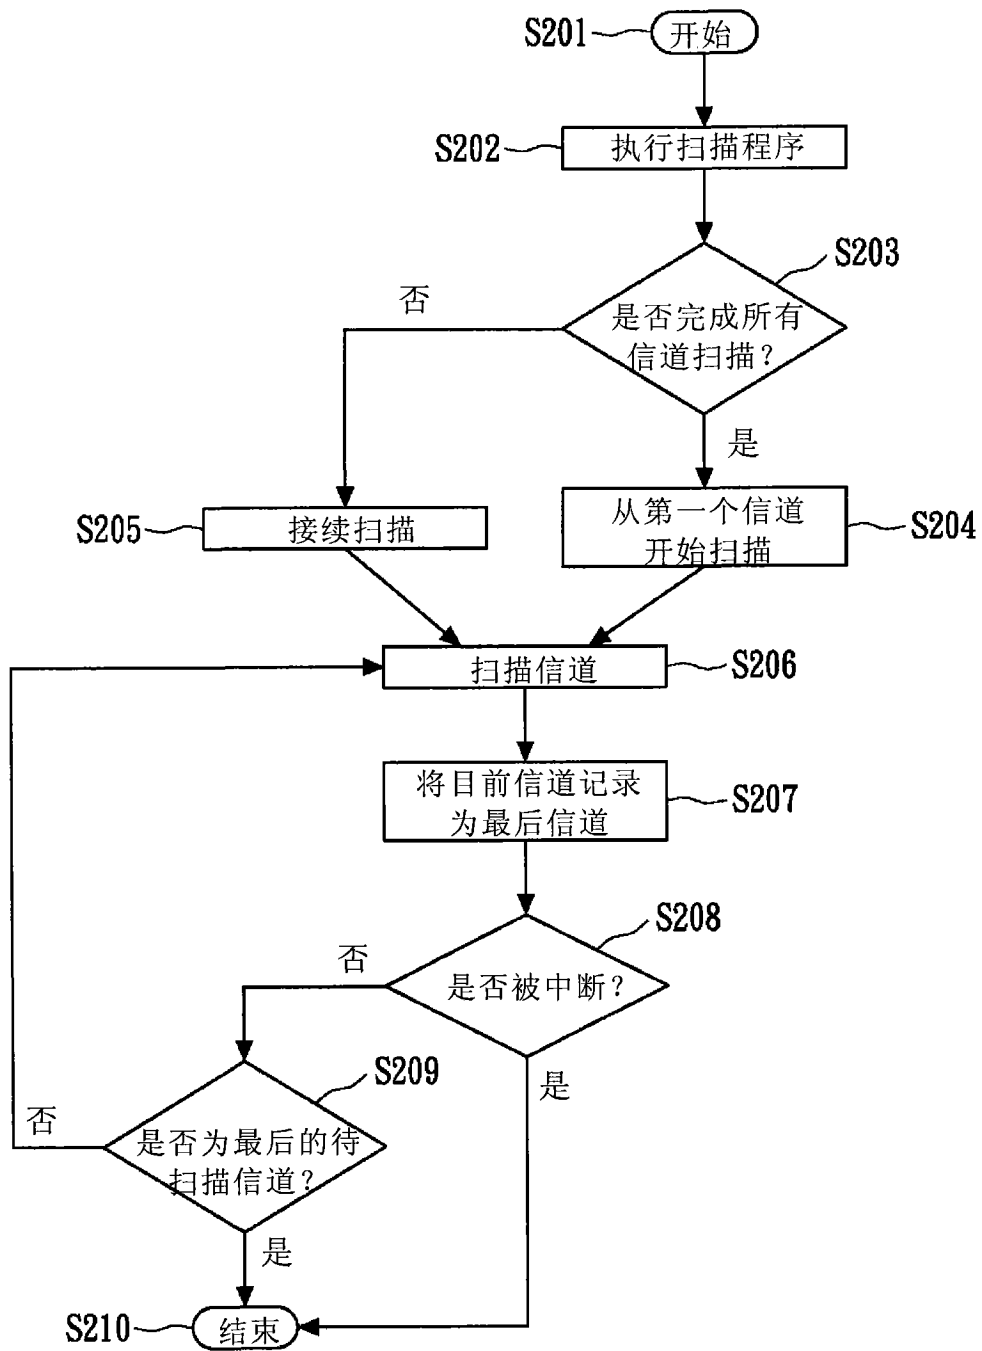 S201
开始
S202
执行扫描程序
S203
是否完成所有
信道扫描？
否
是
S205
接续扫描
从第一个信道
开始扫描
S204
扫描信道
S206
将目前信道记录
为最后信道
S207
S208
是否被中断？
否
是
S209
是否为最后的待
扫描信道？
否
是
S210
结束